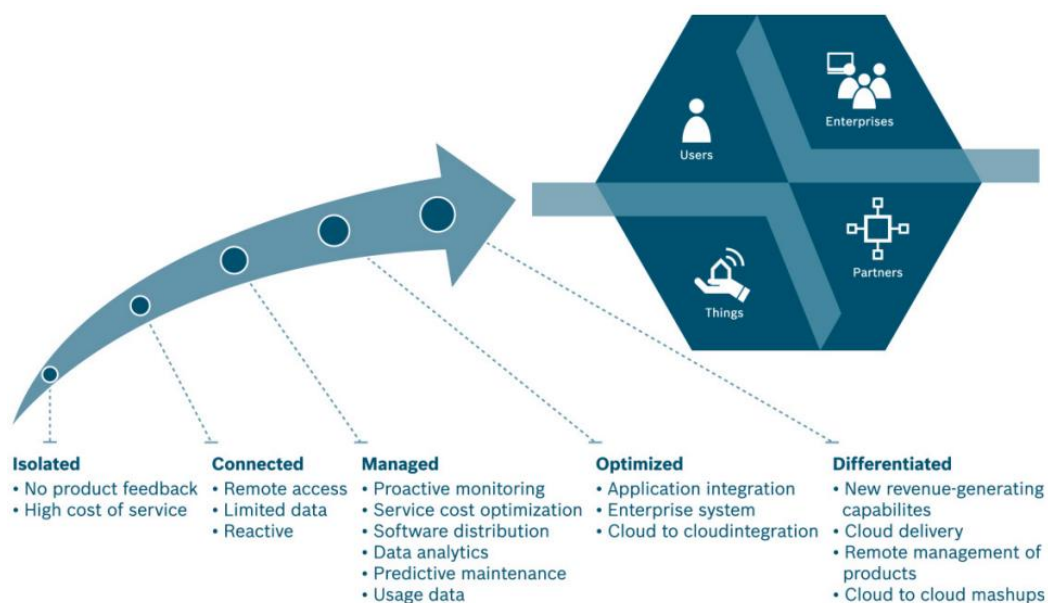 Users
Enterprises
Things
Partners
Isolated
• No product feedback
• High cost of service
Connected
• Remote access
• Limited data
• Reactive
Managed
• Proactive monitoring
• Service cost optimization
• Software distribution
• Data analytics
• Predictive maintenance
• Usage data
Optimized
• Application integration
• Enterprise system
• Cloud to cloudintegration
Differentiated
• New revenue-generating
capabilites
• Cloud delivery
• Remote management of
products
• Cloud to cloud mashups